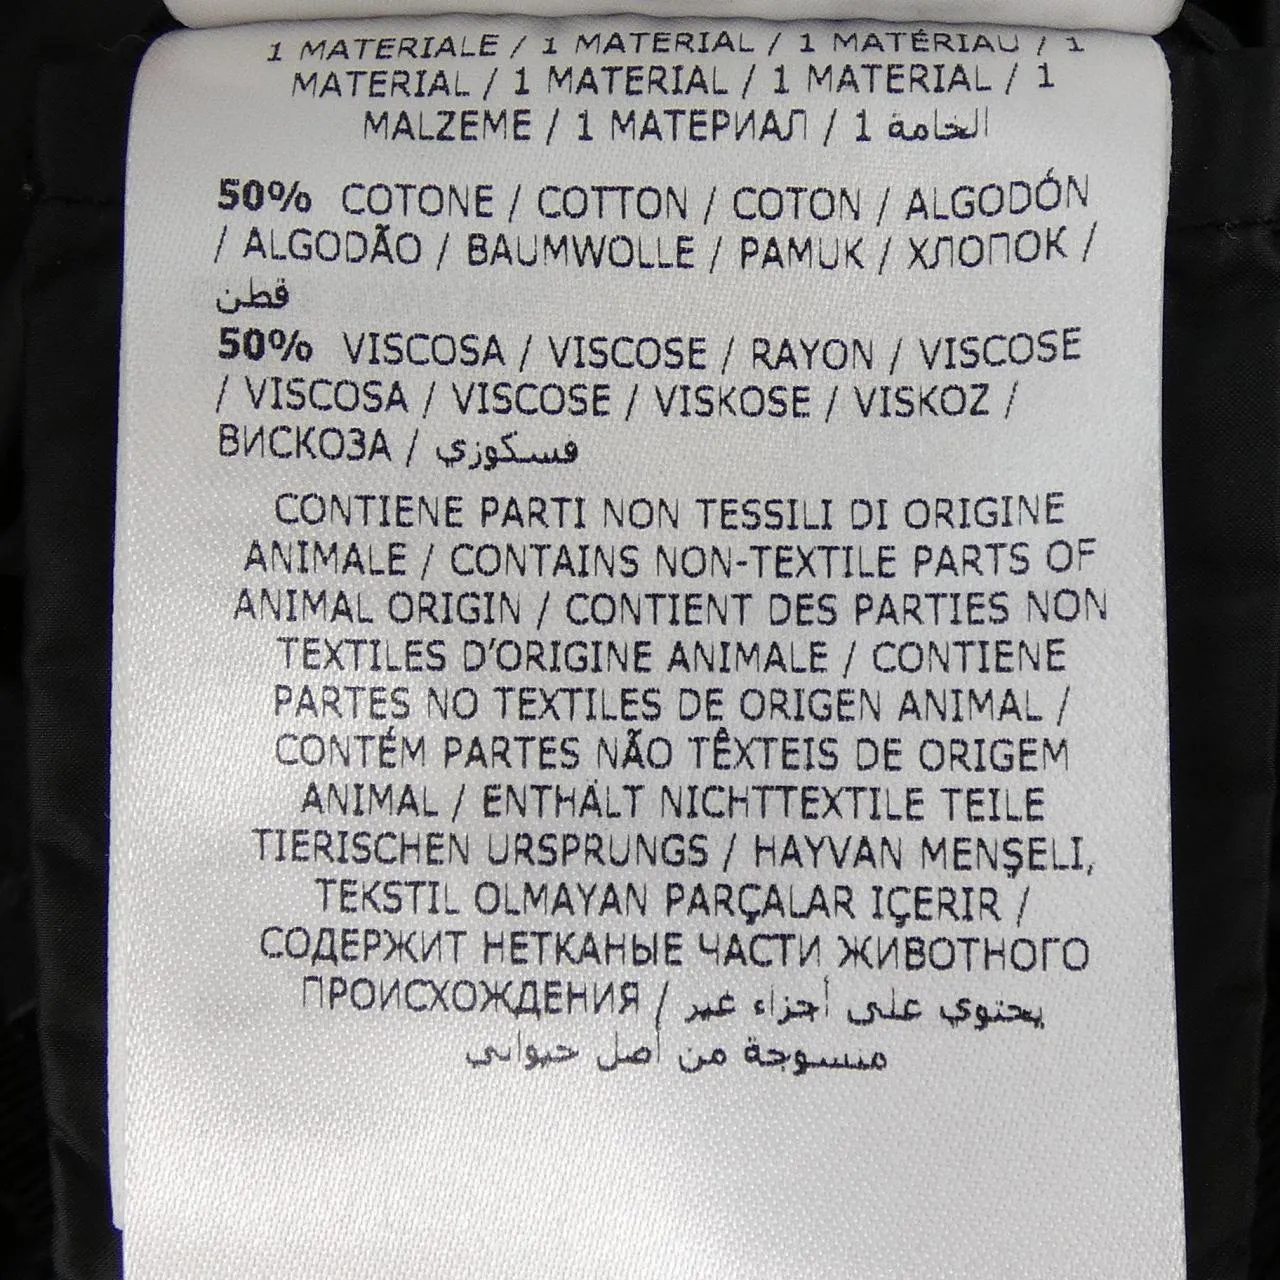 1 MATERIALE / 1 MATERIAL / 1 MATÉRIAU / 1
MATERIAL / 1 MATERIAL / 1 MATERIAL / 1
MALZEME / 1 МАТЕРИАЛ / 1 الخامة
50% COTONE / COTTON / COTON / ALGODÓN
/ ALGODÃO / BAUMWOLLE / PAMUK / ХЛОПОК /
قطن
50% VISCOSA / VISCOSE / RAYON / VISCOSE
/ VISCOSA / VISCOSE / VISKOSE / VISKOZ /
ВИСКОЗА / فسكوزي
CONTIENE PARTI NON TESSILI DI ORIGINE
ANIMALE / CONTAINS NON-TEXTILE PARTS OF
ANIMAL ORIGIN / CONTIENT DES PARTIES NON
TEXTILES D'ORIGINE ANIMALE / CONTIENE
PARTES NO TEXTILES DE ORIGEN ANIMAL /
CONTÉM PARTES NÃO TÊXTEIS DE ORIGEM
ANIMAL / ENTHÄLT NICHTTEXTILE TEILE
TIERISCHEN URSPRUNGS / HAYVAN MENŞELI,
TEKSTIL OLMAYAN PARÇALAR IÇERIR /
СОДЕРЖИТ НЕТКАНЫЕ ЧАСТИ ЖИВОТНОГО
ПРОИСХОЖДЕНИЯ / يحتوي على أجزاء غير
منسوجة من أصل حيواني